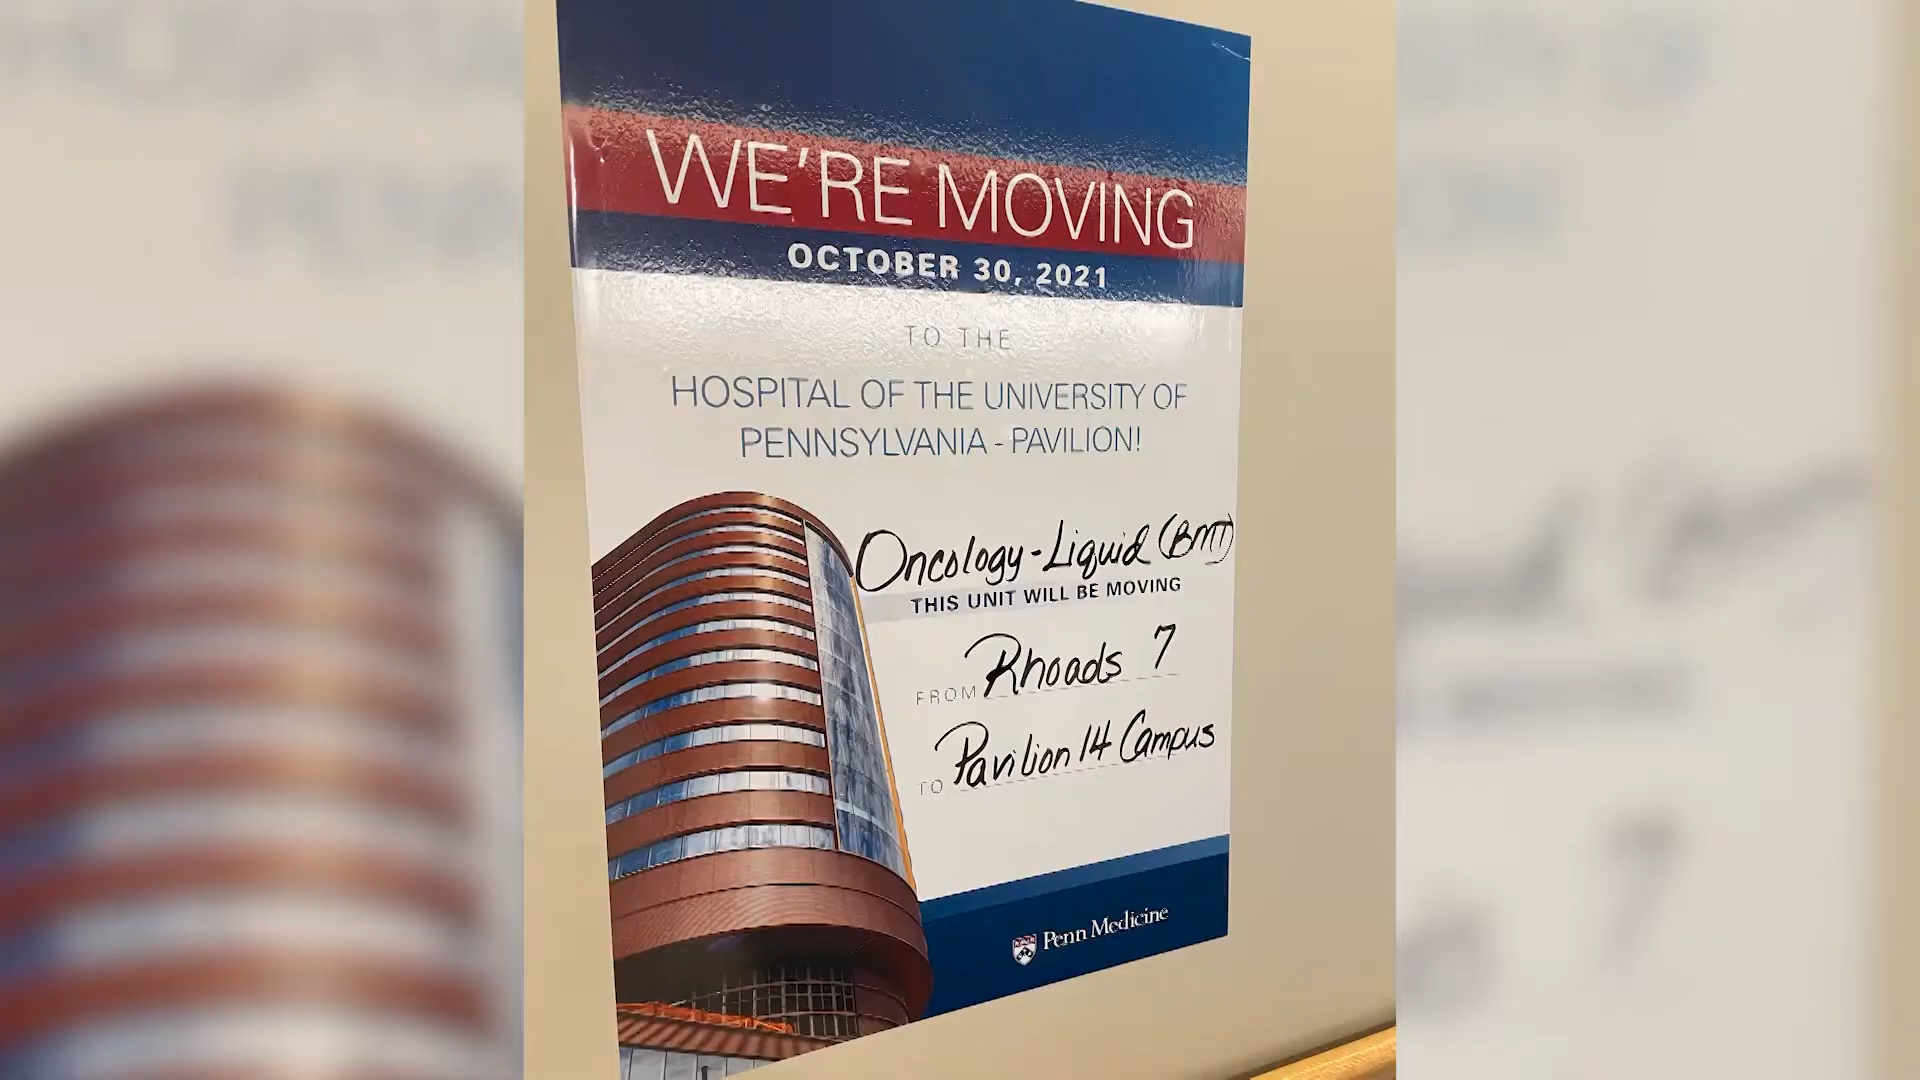 WE'RE MOVING
OCTOBER 30, 2021
TO THE
HOSPITAL OF THE UNIVERSITY OF
PENNSYLVANIA - PAVILION!
Oncology-Liquid (BMT)
THIS UNIT WILL BE MOVING
FROM Rhoads 7
TO Pavilion 14 Campus
Penn Medicine